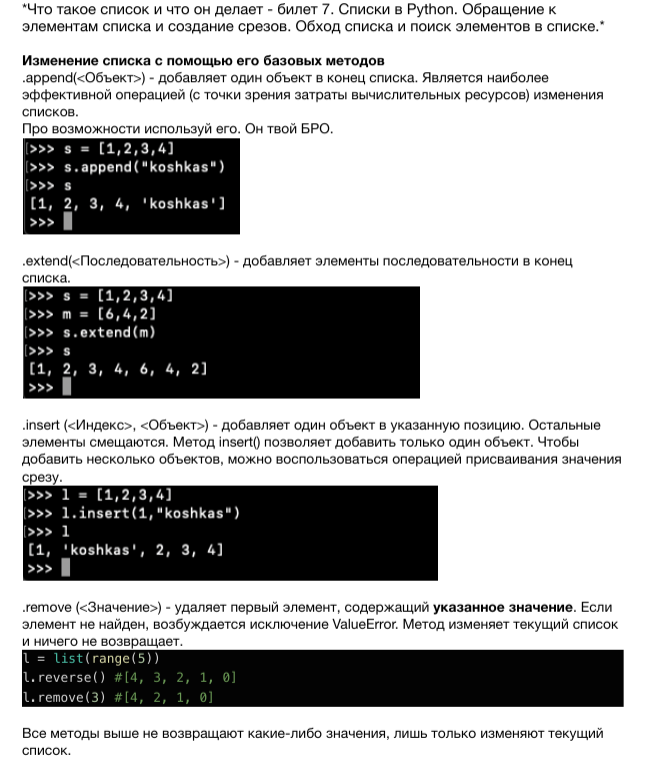 *Что такое список и что он делает - билет 7. Списки в Python. Обращение к
элементам списка и создание срезов. Обход списка и поиск элементов в списке.*
Изменение списка с помощью его базовых методов
.append(<Объект>) - добавляет один объект в конец списка. Является наиболее
эффективной операцией (с точки зрения затраты вычислительных ресурсов) изменения
списков.
Про возможности используй его. Он твой БРО.
>>> s = [1,2,3,4]
>>> s.append("koshkas")
>>> s
[1, 2, 3, 4, 'koshkas']
>>>
.extend(<Последовательность>) - добавляет элементы последовательности в конец
списка.
>>> s = [1,2,3,4]
>>> m = [6,4,2]
>>> s.extend(m)
>>> s
[1, 2, 3, 4, 6, 4, 2]
>>>
.insert (<Индекс>, <Объект>) - добавляет один объект в указанную позицию. Остальные
элементы смещаются. Метод insert() позволяет добавить только один объект. Чтобы
добавить несколько объектов, можно воспользоваться операцией присваивания значения
срезу.
>>> l = [1,2,3,4]
>>> l.insert(1,"koshkas")
>>> l
[1, 'koshkas', 2, 3, 4]
>>>
.remove (<Значение>) - удаляет первый элемент, содержащий указанное значение. Если
элемент не найден, возбуждается исключение ValueError. Метод изменяет текущий список
и ничего не возвращает.
l = list(range(5))
l.reverse() #[4, 3, 2, 1, 0]
l.remove(3) #[4, 2, 1, 0]
Все методы выше не возвращают какие-либо значения, лишь только изменяют текущий
список.